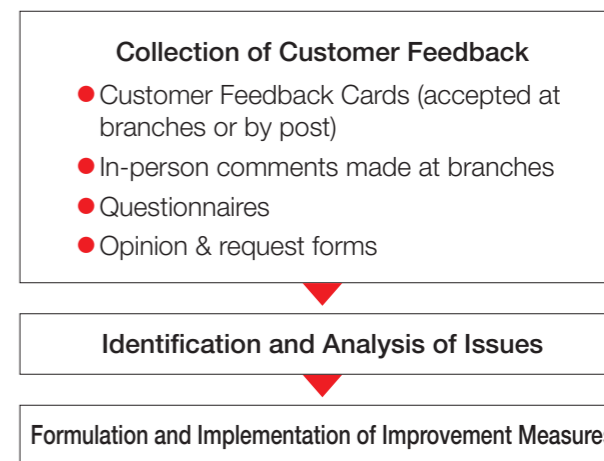 Collection of Customer Feedback
● Customer Feedback Cards (accepted at
branches or by post)
● In-person comments made at branches
● Questionnaires
● Opinion & request forms
Identification and Analysis of Issues
Formulation and Implementation of Improvement Measures